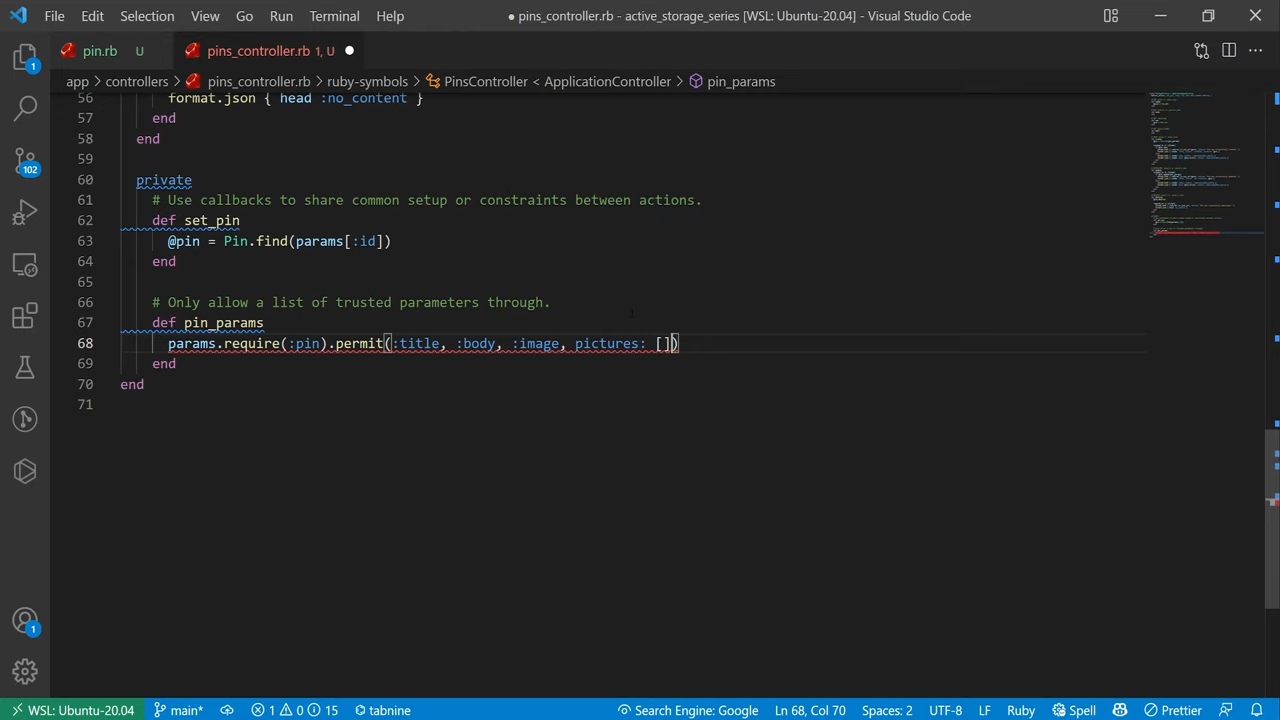 File Edit Selection View Go Run Terminal Help
● pins_controller.rb - active_storage_series [WSL: Ubuntu-20.04] - Visual Studio Code
pin.rb U
pins_controller.rb 1, U
app > controllers > pins_controller.rb > ruby-symbols > PinsController < ApplicationController > pin_params
56 format.json { head :no_content }
57 end
58 end
59
60 private
61 # Use callbacks to share common setup or constraints between actions.
62 def set_pin
63 @pin = Pin.find(params[:id])
64 end
65
66 # Only allow a list of trusted parameters through.
67 def pin_params
68 params.require(:pin).permit(:title, :body, :image, pictures: [])
69 end
70 end
71
1
102
1
WSL: Ubuntu-20.04 main* 1 0 15 tabnine Search Engine: Google Ln 68, Col 70 Spaces: 2 UTF-8 LF Ruby Spell Prettier